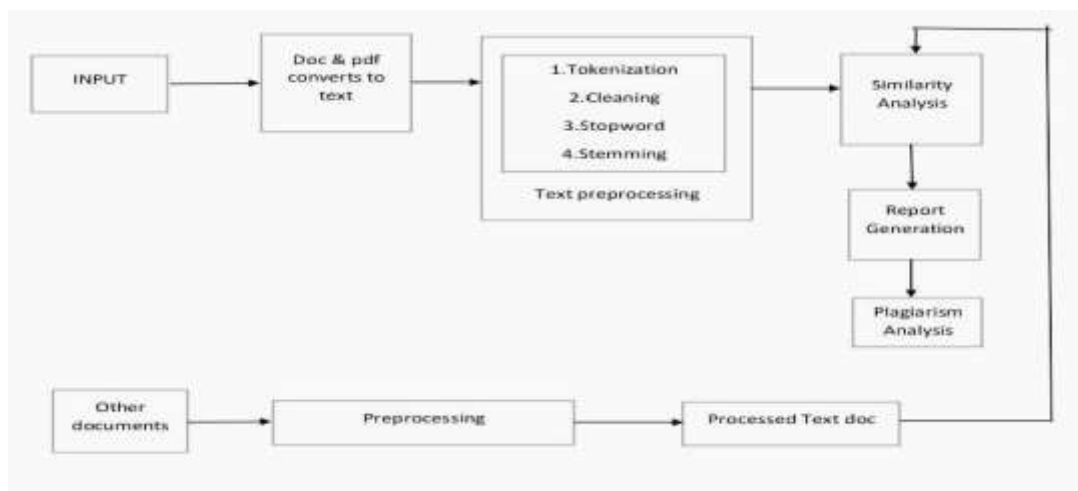 INPUT
Doc & pdf
converts to
text
1.Tokenization
2.Cleaning
3.Stopword
4.Stemming
Text preprocessing
Similarity
Analysis
Report
Generation
Plagiarism
Analysis
Other
documents
Preprocessing
Processed Text doc